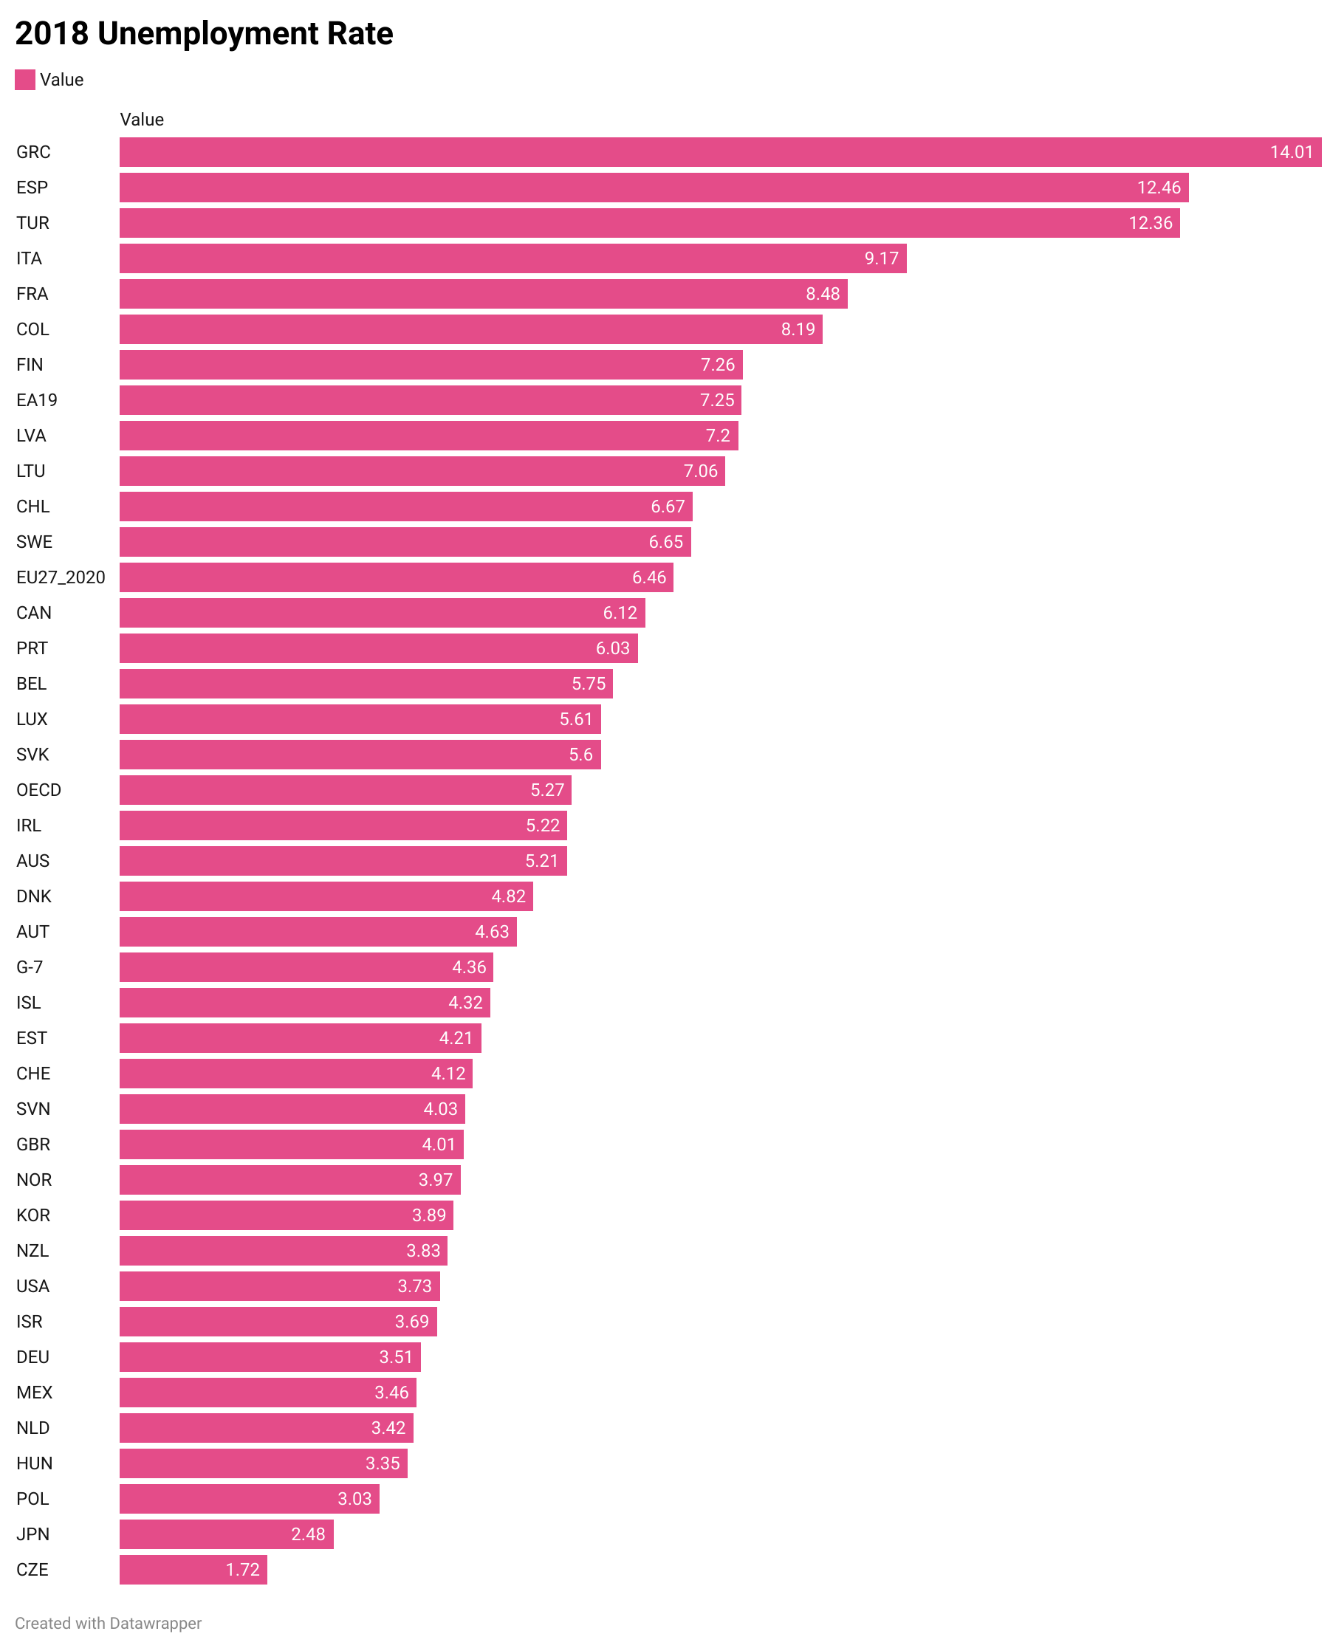 2018 Unemployment Rate
Value
Value
GRC 14.01
ESP 12.46
TUR 12.36
ITA 9.17
FRA 8.48
COL 8.19
FIN 7.26
EA19 7.25
LVA 7.2
LTU 7.06
CHL 6.67
SWE 6.65
EU27_2020 6.46
CAN 6.12
PRT 6.03
BEL 5.75
LUX 5.61
SVK 5.6
OECD 5.27
IRL 5.22
AUS 5.21
DNK 4.82
AUT 4.63
G-7 4.36
ISL 4.32
EST 4.21
CHE 4.12
SVN 4.03
GBR 4.01
NOR 3.97
KOR 3.89
NZL 3.83
USA 3.73
ISR 3.69
DEU 3.51
MEX 3.46
NLD 3.42
HUN 3.35
POL 3.03
JPN 2.48
CZE 1.72
Created with Datawrapper